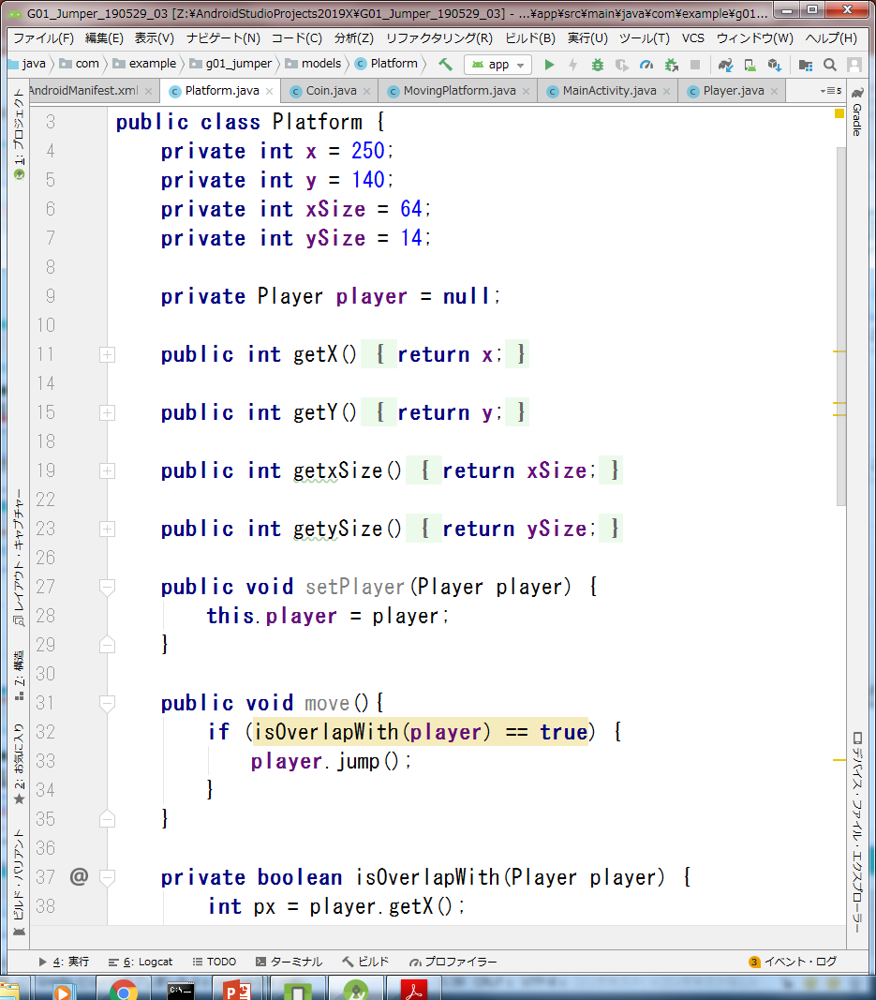 G01_Jumper_190529_03 [Z:¥AndroidStudioProjects2019X¥G01_Jumper_190529_03] - ...¥app¥src¥main¥java¥com¥example¥g01...
ファイル(F) 編集(E) 表示(V) ナビゲート(N) コード(C) 分析(Z) リファクタリング(R) ビルド(B) 実行(U) ツール(T) VCS ウィンドウ(W) ヘルプ(H)
java com example g01_jumper models Platform app
AndroidManifest.xml Platform.java Coin.java MovingPlatform.java MainActivity.java Player.java 5
1: プロジェクト
レイアウト・キャプチャー
Z: 構造
2: お気に入り
ビルド・バリアント
3 public class Platform {
4 private int x = 250;
5 private int y = 140;
6 private int xSize = 64;
7 private int ySize = 14;
8
9 private Player player = null;
10
11 public int getX() { return x; }
14
15 public int getY() { return y; }
18
19 public int getxSize() { return xSize; }
22
23 public int getySize() { return ySize; }
26
27 public void setPlayer(Player player) {
28 this.player = player;
29 }
30
31 public void move(){
32 if (isOverlapWith(player) == true) {
33 player.jump();
34 }
35 }
36
37 @ private boolean isOverlapWith(Player player) {
38 int px = player.getX();
Gradle
デバイス・ファイル・エクスプローラー
4: 実行 6: Logcat TODO ターミナル ビルド プロファイラー 3 イベント・ログ